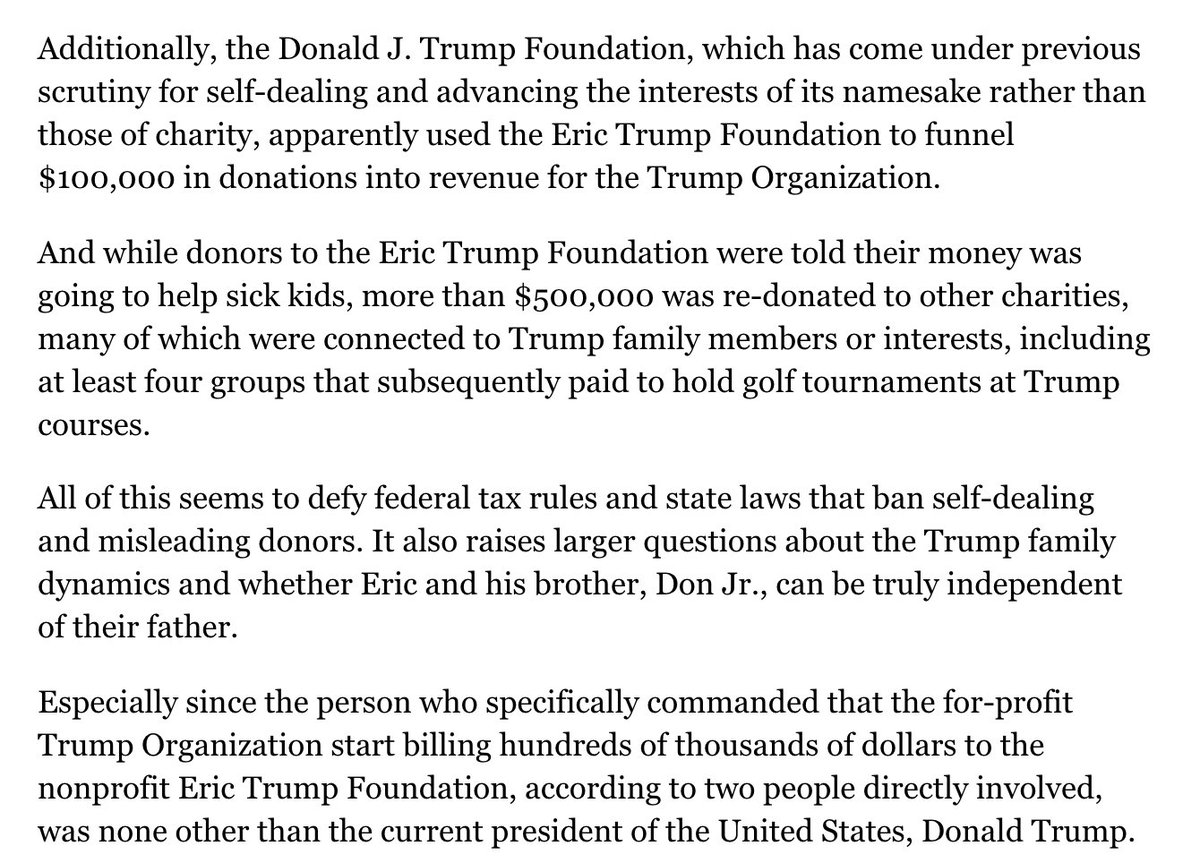 Additionally, the Donald J. Trump Foundation, which has come under previous
scrutiny for self-dealing and advancing the interests of its namesake rather than
those of charity, apparently used the Eric Trump Foundation to funnel
$100,000 in donations into revenue for the Trump Organization.
And while donors to the Eric Trump Foundation were told their money was
going to help sick kids, more than $500,000 was re-donated to other charities,
many of which were connected to Trump family members or interests, including
at least four groups that subsequently paid to hold golf tournaments at Trump
courses.
All of this seems to defy federal tax rules and state laws that ban self-dealing
and misleading donors. It also raises larger questions about the Trump family
dynamics and whether Eric and his brother, Don Jr., can be truly independent
of their father.
Especially since the person who specifically commanded that the for-profit
Trump Organization start billing hundreds of thousands of dollars to the
nonprofit Eric Trump Foundation, according to two people directly involved,
was none other than the current president of the United States, Donald Trump.